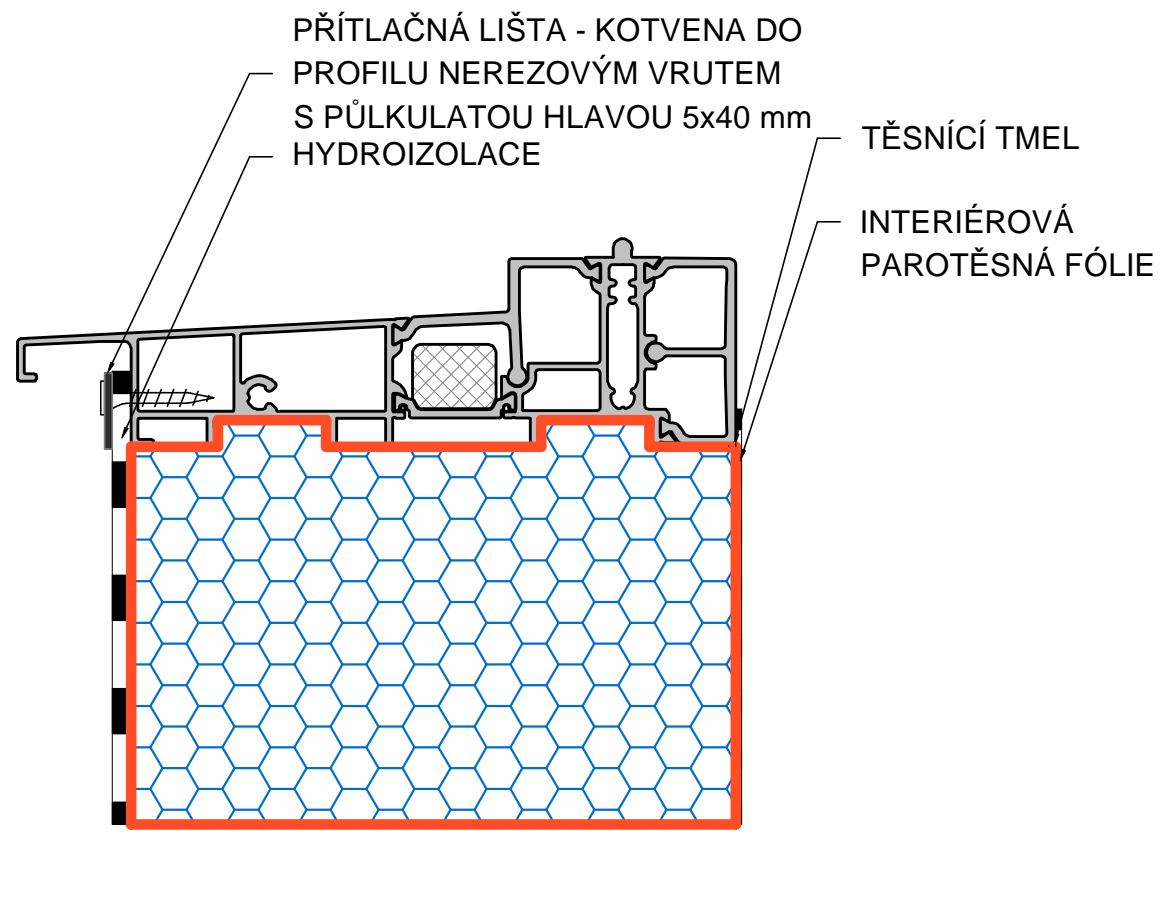 PŘÍTLAČNÁ LIŠTA - KOTVENA DO
PROFILU NEREZOVÝM VRUTEM
S PŮLKULATOU HLAVOU 5x40 mm
HYDROIZOLACE
TĚSNÍCÍ TMEL
INTERIÉROVÁ
PAROTĚSNÁ FÓLIE